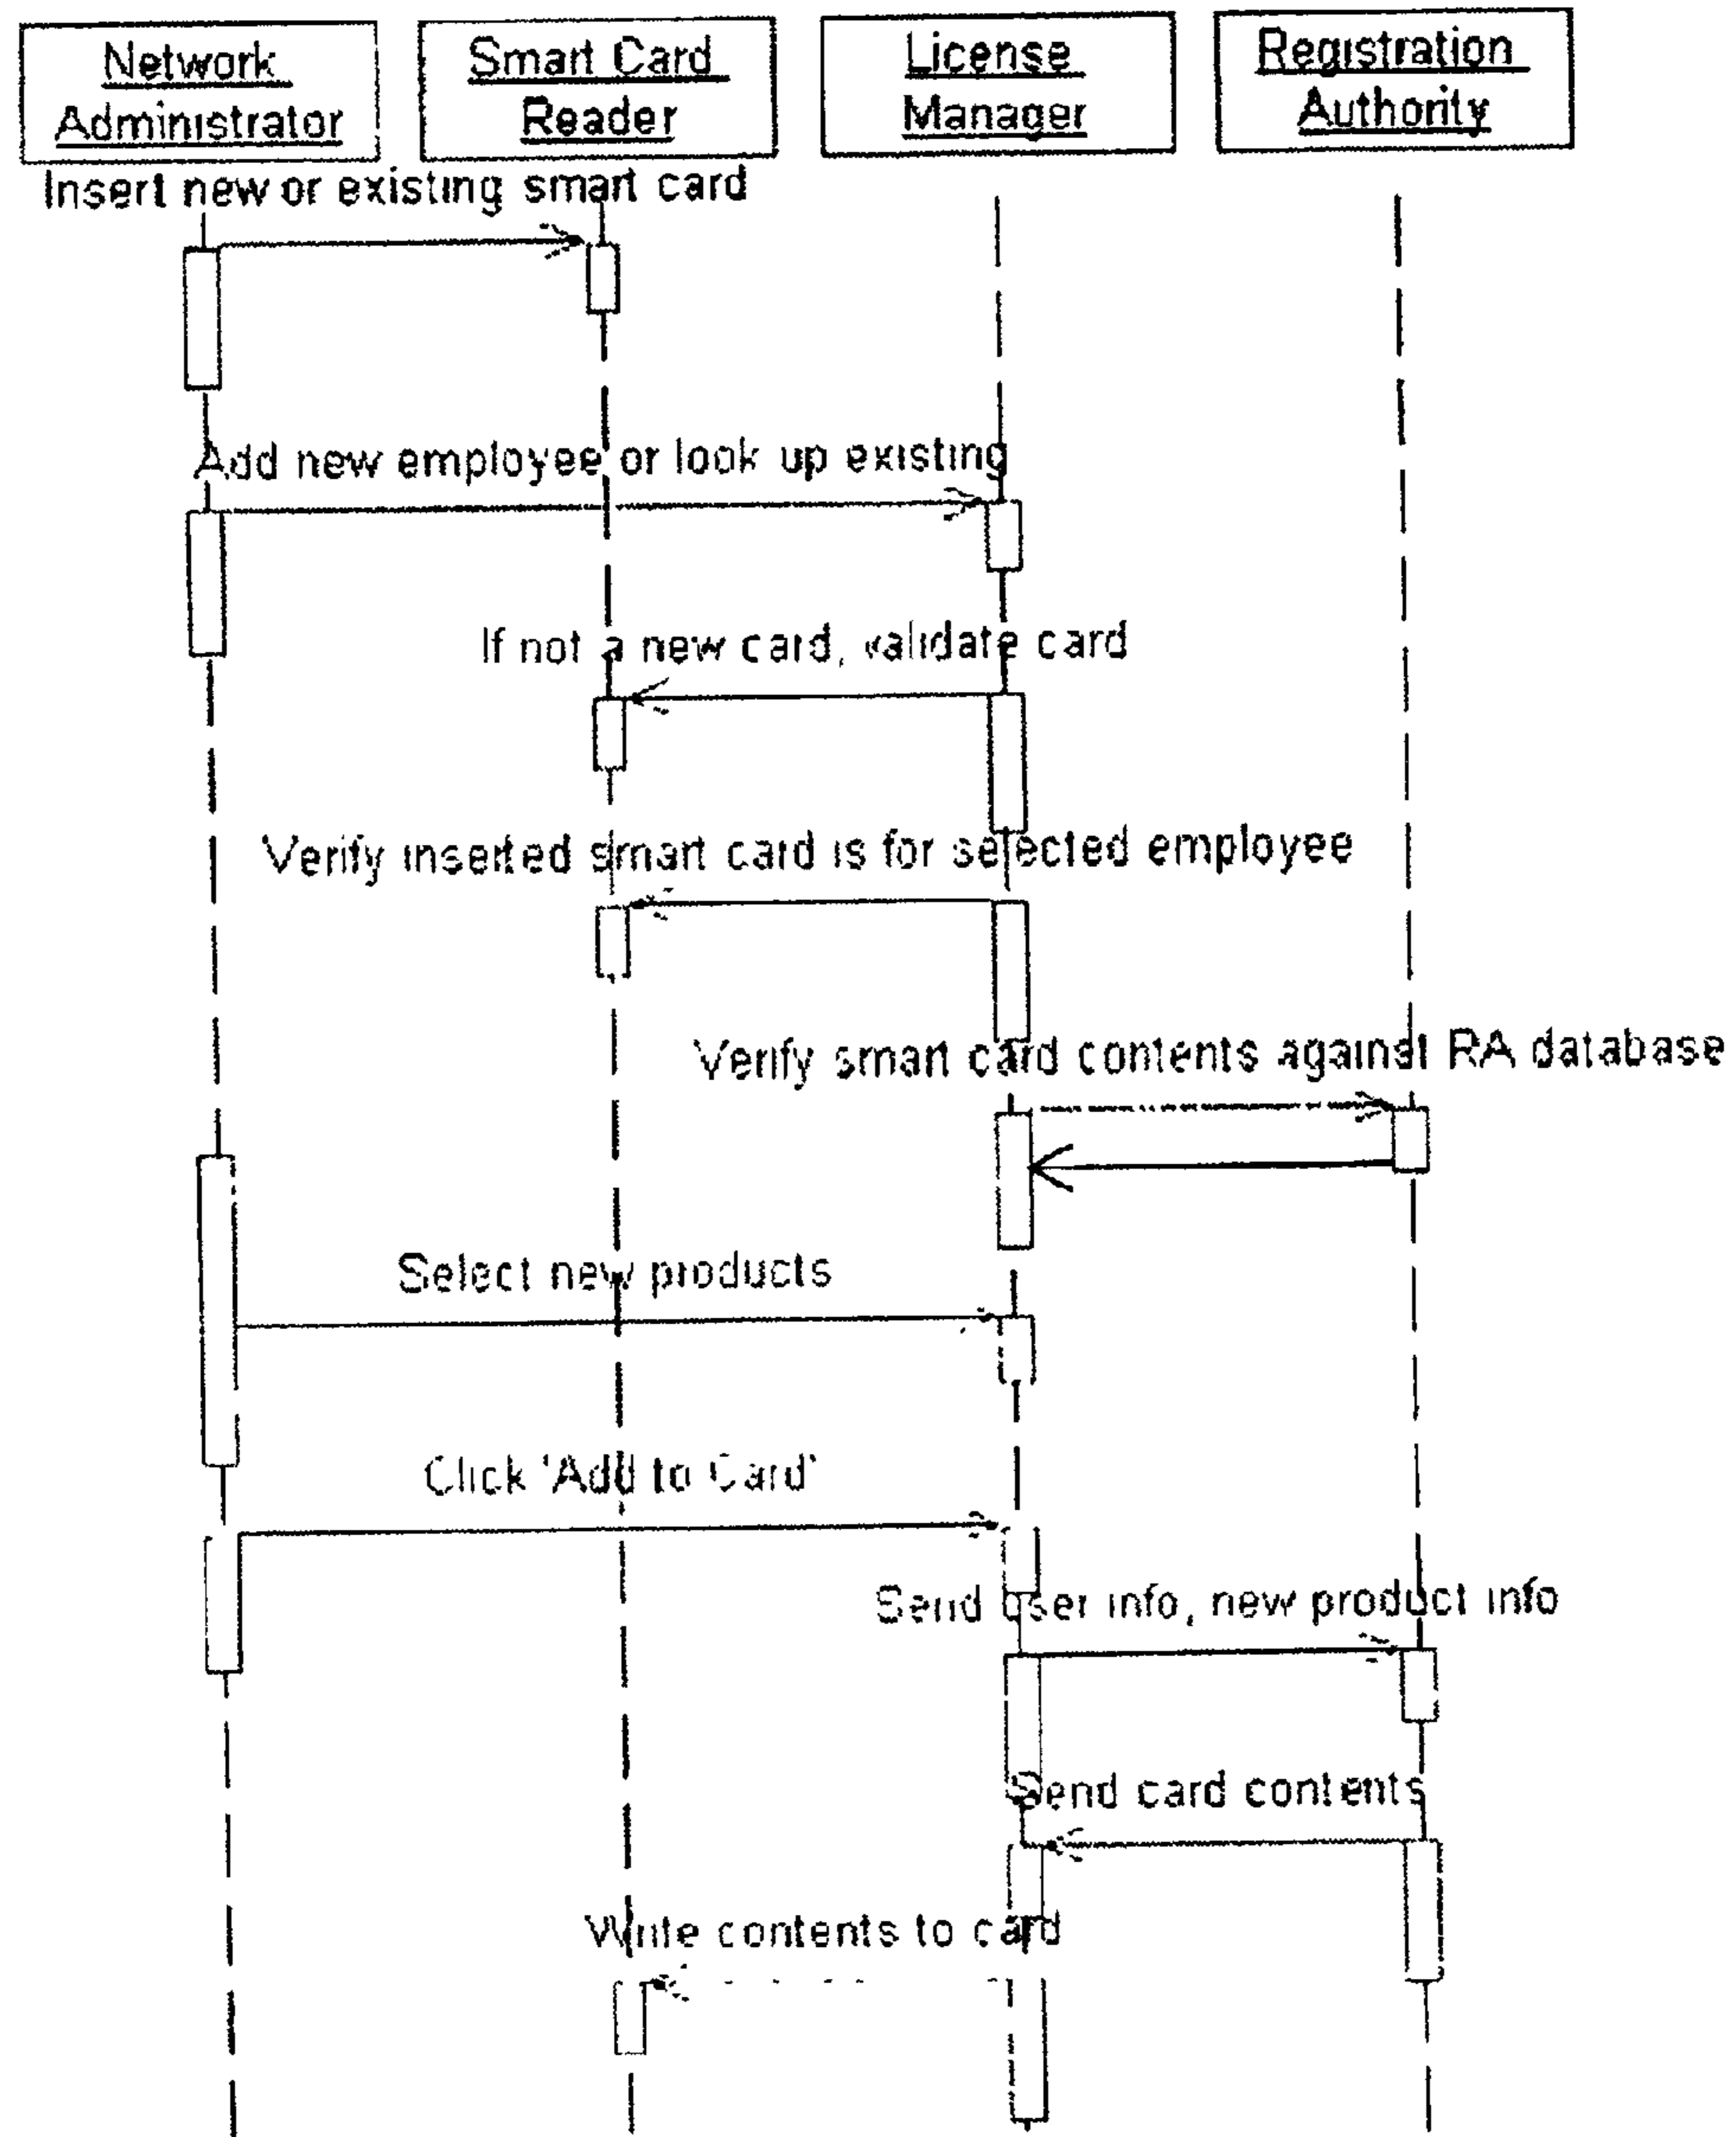 Network
Administrator
Smart Card
Reader
License
Manager
Registration
Authority
Insert new or existing smart card
Add new employee or look up existing
If not a new card, validate card
Verify inserted smart card is for selected employee
Verify smart card contents against RA database
Select new products
Click 'Add to Card'
Send user info, new product info
Send card contents
Write contents to card